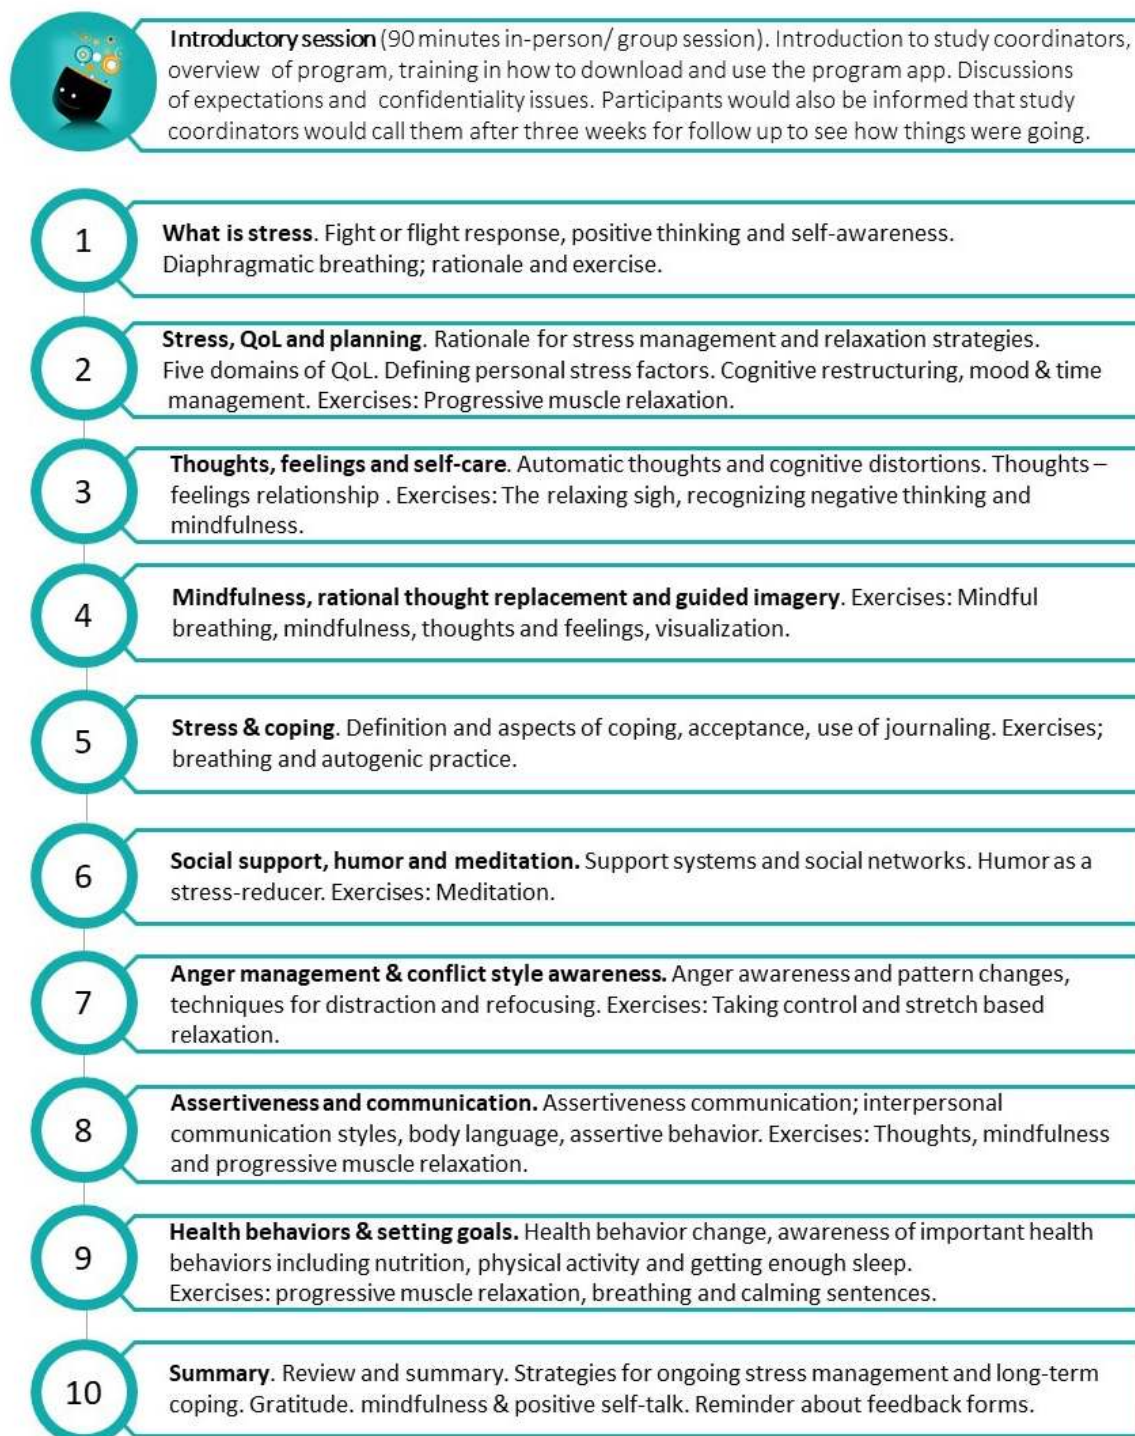 Introductory session (90 minutes in-person/ group session). Introduction to study coordinators,
overview of program, training in how to download and use the program app. Discussions
of expectations and confidentiality issues. Participants would also be informed that study
coordinators would call them after three weeks for follow up to see how things were going.
1
What is stress. Fight or flight response, positive thinking and self-awareness.
Diaphragmatic breathing; rationale and exercise.
2
Stress, QoL and planning. Rationale for stress management and relaxation strategies.
Five domains of QoL. Defining personal stress factors. Cognitive restructuring, mood & time
management. Exercises: Progressive muscle relaxation.
3
Thoughts, feelings and self-care. Automatic thoughts and cognitive distortions. Thoughts –
feelings relationship . Exercises: The relaxing sigh, recognizing negative thinking and
mindfulness.
4
Mindfulness, rational thought replacement and guided imagery. Exercises: Mindful
breathing, mindfulness, thoughts and feelings, visualization.
5
Stress & coping. Definition and aspects of coping, acceptance, use of journaling. Exercises;
breathing and autogenic practice.
6
Social support, humor and meditation. Support systems and social networks. Humor as a
stress-reducer. Exercises: Meditation.
7
Anger management & conflict style awareness. Anger awareness and pattern changes,
techniques for distraction and refocusing. Exercises: Taking control and stretch based
relaxation.
8
Assertiveness and communication. Assertiveness communication; interpersonal
communication styles, body language, assertive behavior. Exercises: Thoughts, mindfulness
and progressive muscle relaxation.
9
Health behaviors & setting goals. Health behavior change, awareness of important health
behaviors including nutrition, physical activity and getting enough sleep.
Exercises: progressive muscle relaxation, breathing and calming sentences.
10
Summary. Review and summary. Strategies for ongoing stress management and long-term
coping. Gratitude. mindfulness & positive self-talk. Reminder about feedback forms.